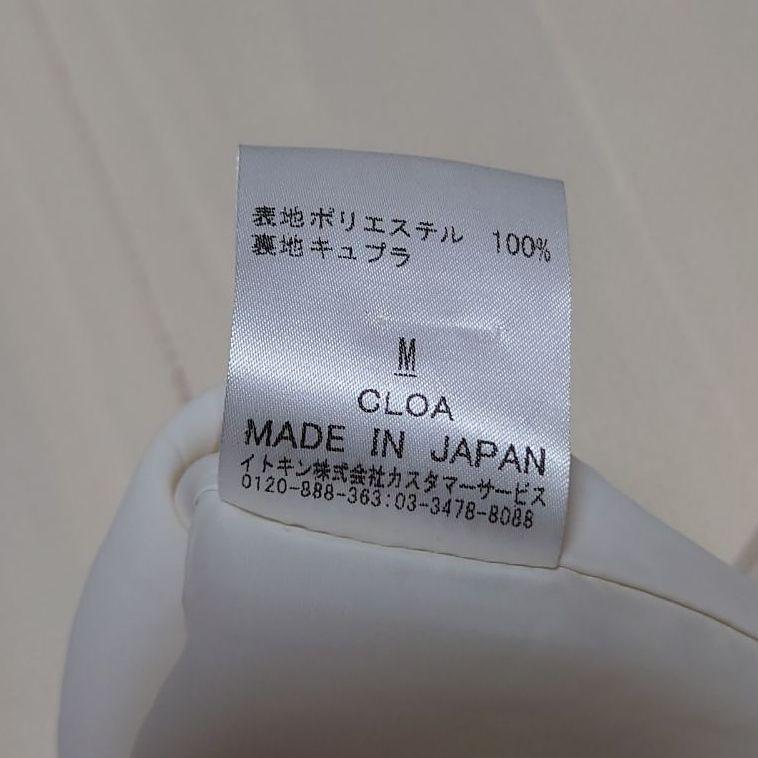 表地ポリエステル 100%
裏地キュプラ
M
CLOA
MADE IN JAPAN
イトキン株式会社カスタマーサービス
0120-888-363:03-3478-8088